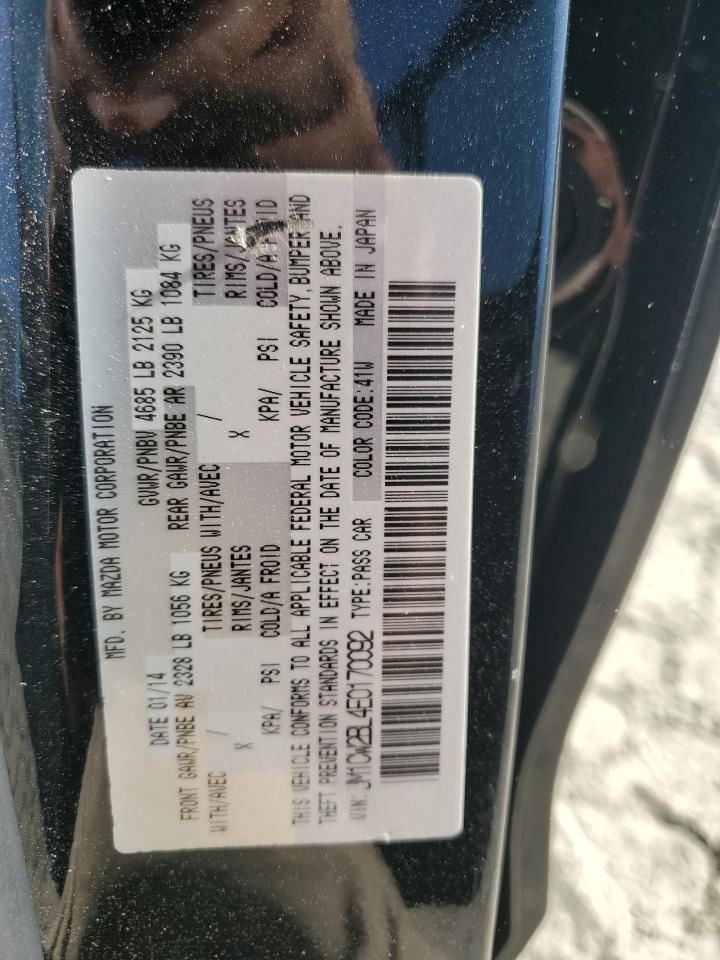 MFD. BY MAZDA MOTOR CORPORATION
DATE 01/14 GVWR/PNBV 4685 LB 2125 KG
FRONT GAWR/PNBE AV 2328 LB 1056 KG REAR GAWR/PNBE AR 2390 LB 1084 KG
WITH/AVEC / TIRES/PNEUS WITH/AVEC / TIRES/PNEUS
X RIMS/JANTES X RIMS/JANTES
KPA/ PSI COLD/A FROID KPA/ PSI COLD/A FROID
THIS VEHICLE CONFORMS TO ALL APPLICABLE FEDERAL MOTOR VEHICLE SAFETY, BUMPER AND
THEFT PREVENTION STANDARDS IN EFFECT ON THE DATE OF MANUFACTURE SHOWN ABOVE.
VIN: JM1CW2BL4E0170092 TYPE:PASS CAR COLOR CODE:41W MADE IN JAPAN